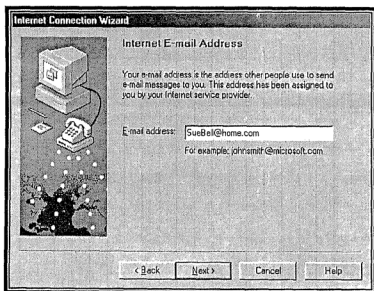 Internet Connection Wizard
Internet E-mail Address
Your e-mail address is the address other people use to send
e-mail messages to you. This address has been assigned to
you by your Internet service provider.
E-mail address: SueBell@home.com
For example: johnsmith@microsoft.com
< Back Next > Cancel Help